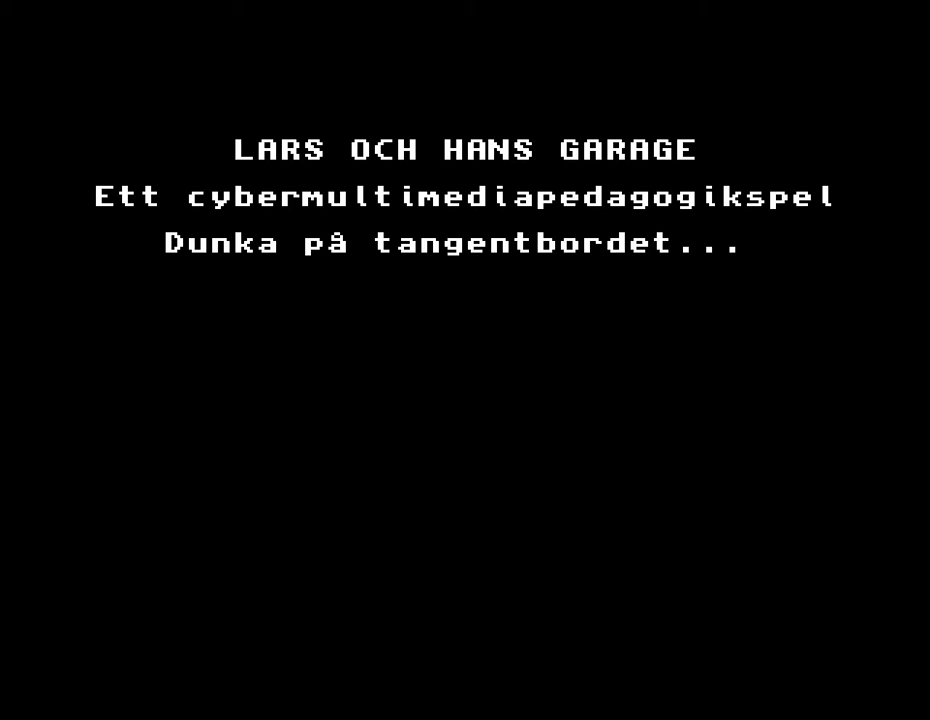 LARS OCH HANS GARAGE
Ett cybermultimediapedagogikspel
Dunka på tangentbordet...